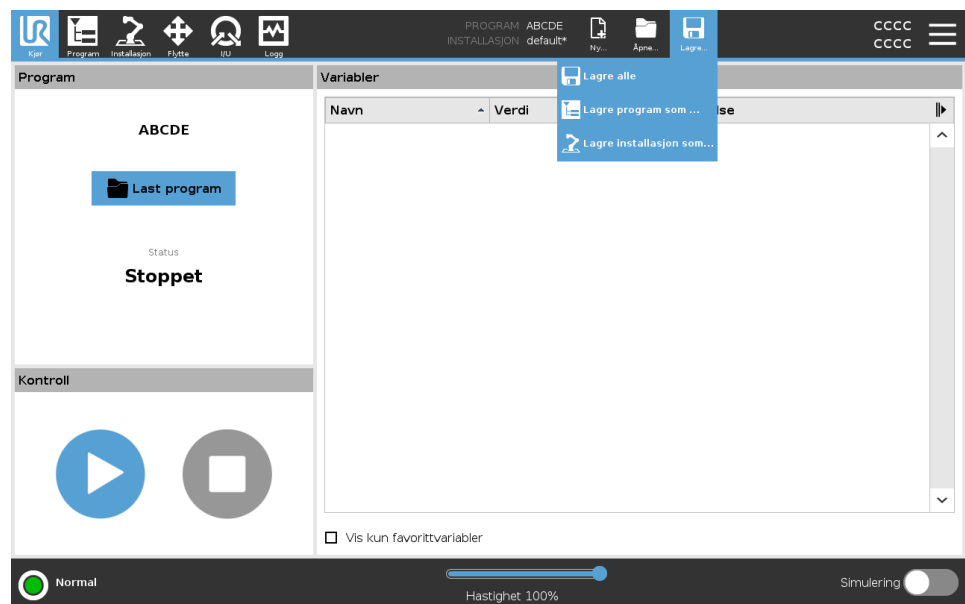 UR
Kjør
Program
Installasjon
Flytte
I/U
Logg
PROGRAM ABCDE
INSTALLASJON default*
Ny...
Åpne...
Lagre...
CCCC
CCCC
Lagre alle
Lagre program som ...
Lagre installasjon som...
Program
ABCDE
Last program
Status
Stoppet
Variabler
Navn
Verdi
lse
Kontroll
Vis kun favorittvariabler
Normal
Hastighet 100%
Simulering